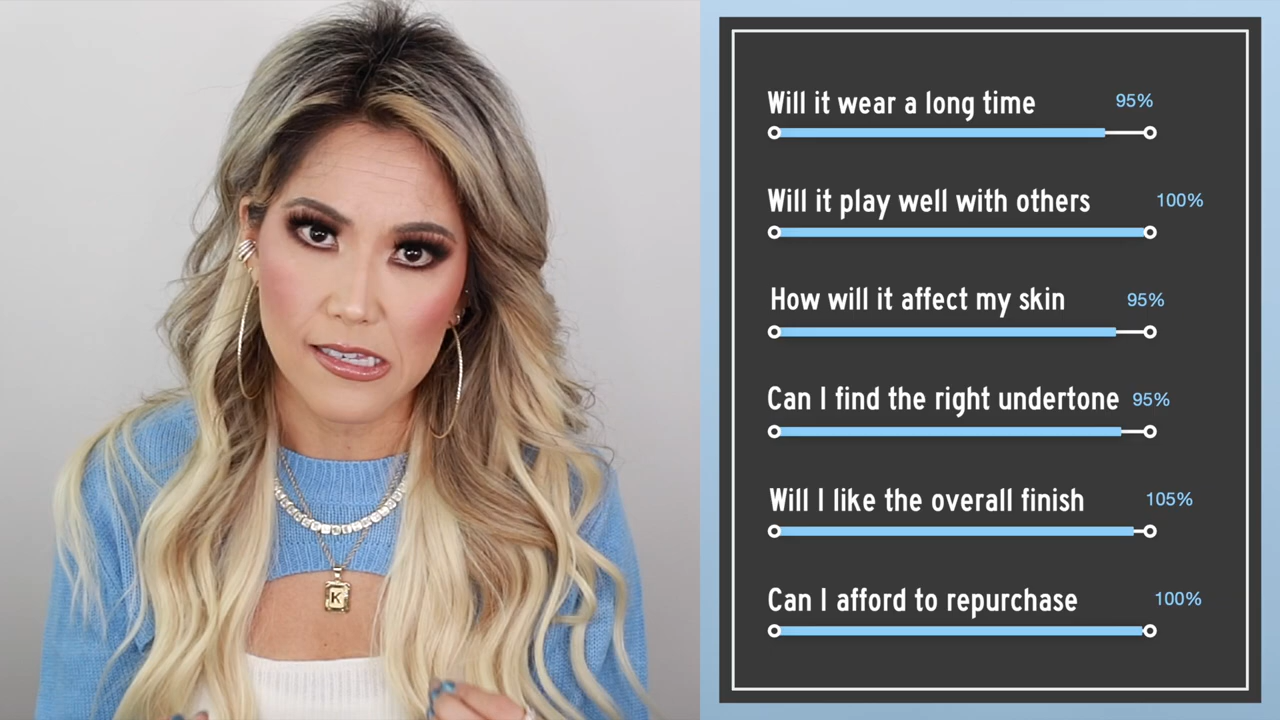 Will it wear a long time 95%
Will it play well with others 100%
How will it affect my skin 95%
Can I find the right undertone 95%
Will I like the overall finish 105%
Can I afford to repurchase 100%
K